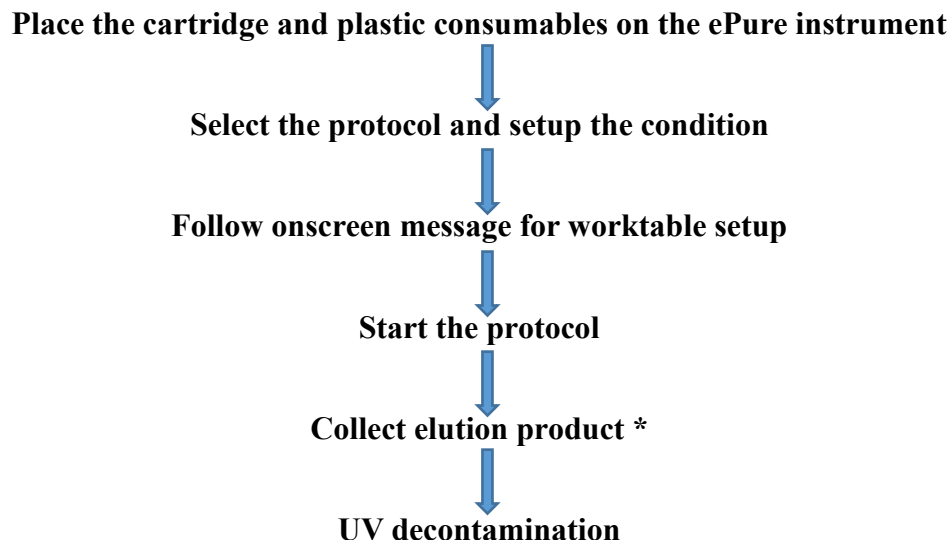 Place the cartridge and plastic consumables on the ePure instrument
Select the protocol and setup the condition
Follow onscreen message for worktable setup
Start the protocol
Collect elution product *
UV decontamination